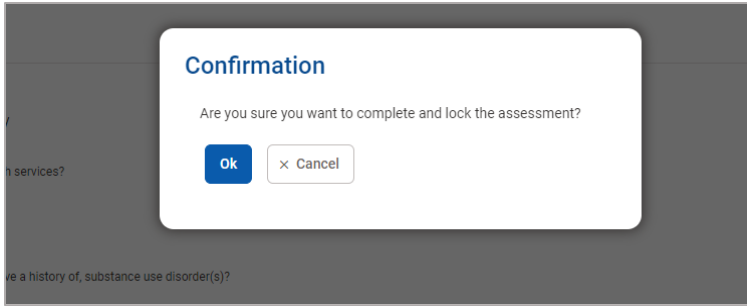 Confirmation
Are you sure you want to complete and lock the assessment?
Ok
× Cancel
services?
have a history of, substance use disorder(s)?